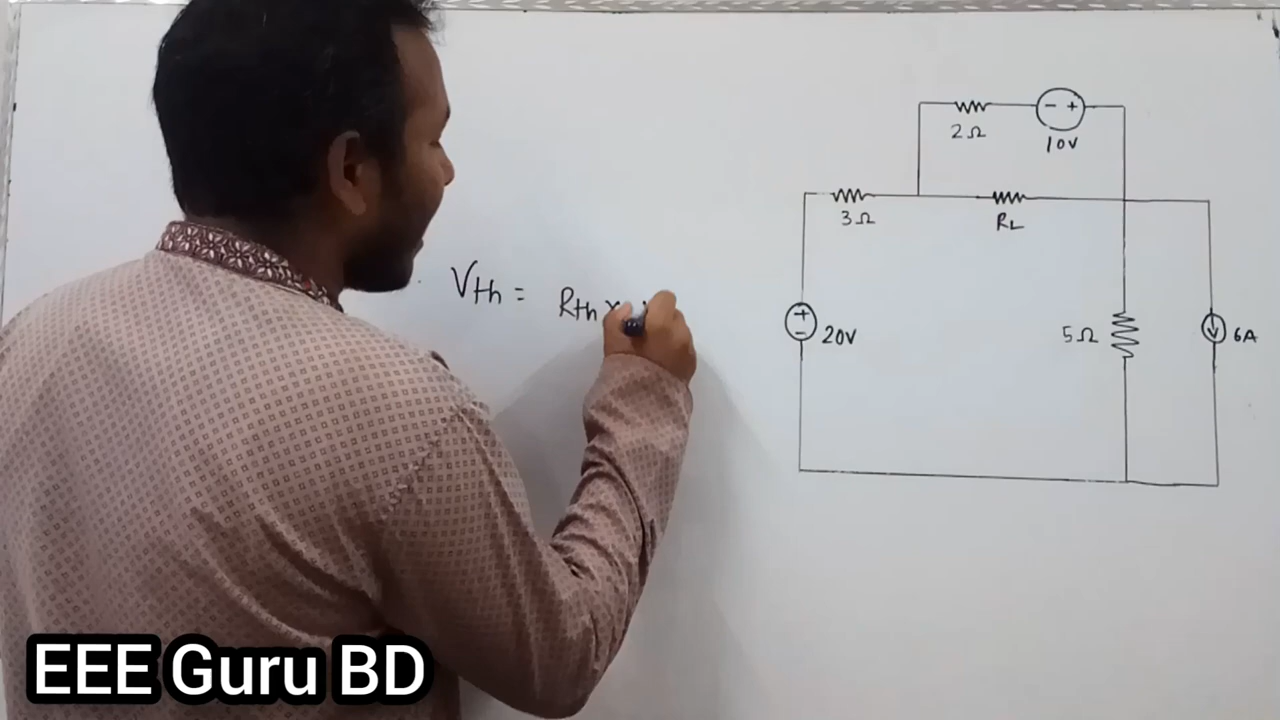 Vth = Rth x
2Ω
- +
10V
3Ω
RL
+
-
20V
5Ω
6A
EEE Guru BD